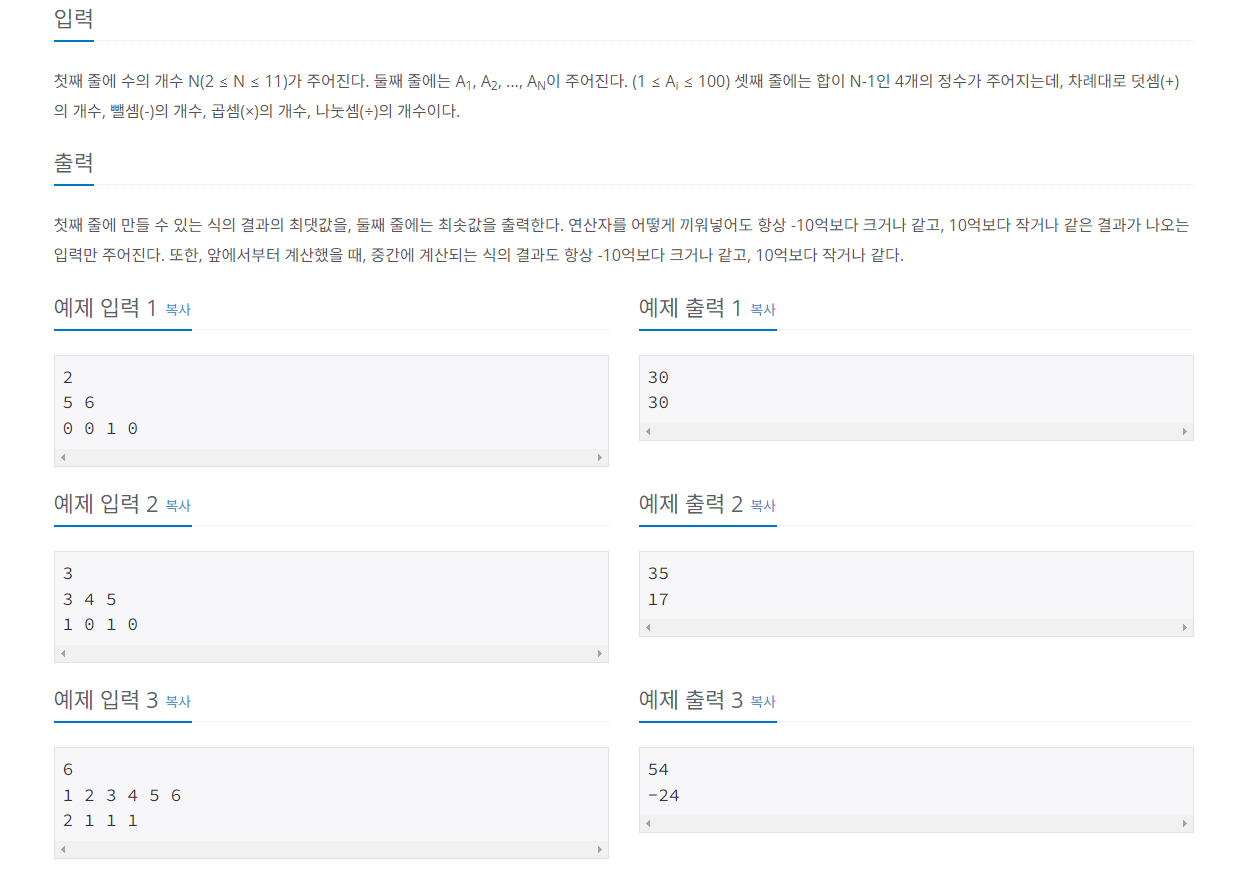 입력
첫째 줄에 수의 개수 N(2 ≤ N ≤ 11)가 주어진다. 둘째 줄에는 A1, A2, ..., AN이 주어진다. (1 ≤ Ai ≤ 100) 셋째 줄에는 합이 N-1인 4개의 정수가 주어지는데, 차례대로 덧셈(+)
의 개수, 뺄셈(-)의 개수, 곱셈(×)의 개수, 나눗셈(÷)의 개수이다.
출력
첫째 줄에 만들 수 있는 식의 결과의 최댓값을, 둘째 줄에는 최솟값을 출력한다. 연산자를 어떻게 끼워넣어도 항상 -10억보다 크거나 같고, 10억보다 작거나 같은 결과가 나오는
입력만 주어진다. 또한, 앞에서부터 계산했을 때, 중간에 계산되는 식의 결과도 항상 -10억보다 크거나 같고, 10억보다 작거나 같다.
예제 입력 1 복사
2
5 6
0 0 1 0
예제 출력 1 복사
30
30
예제 입력 2 복사
3
3 4 5
1 0 1 0
예제 출력 2 복사
35
17
예제 입력 3 복사
6
1 2 3 4 5 6
2 1 1 1
예제 출력 3 복사
54
-24